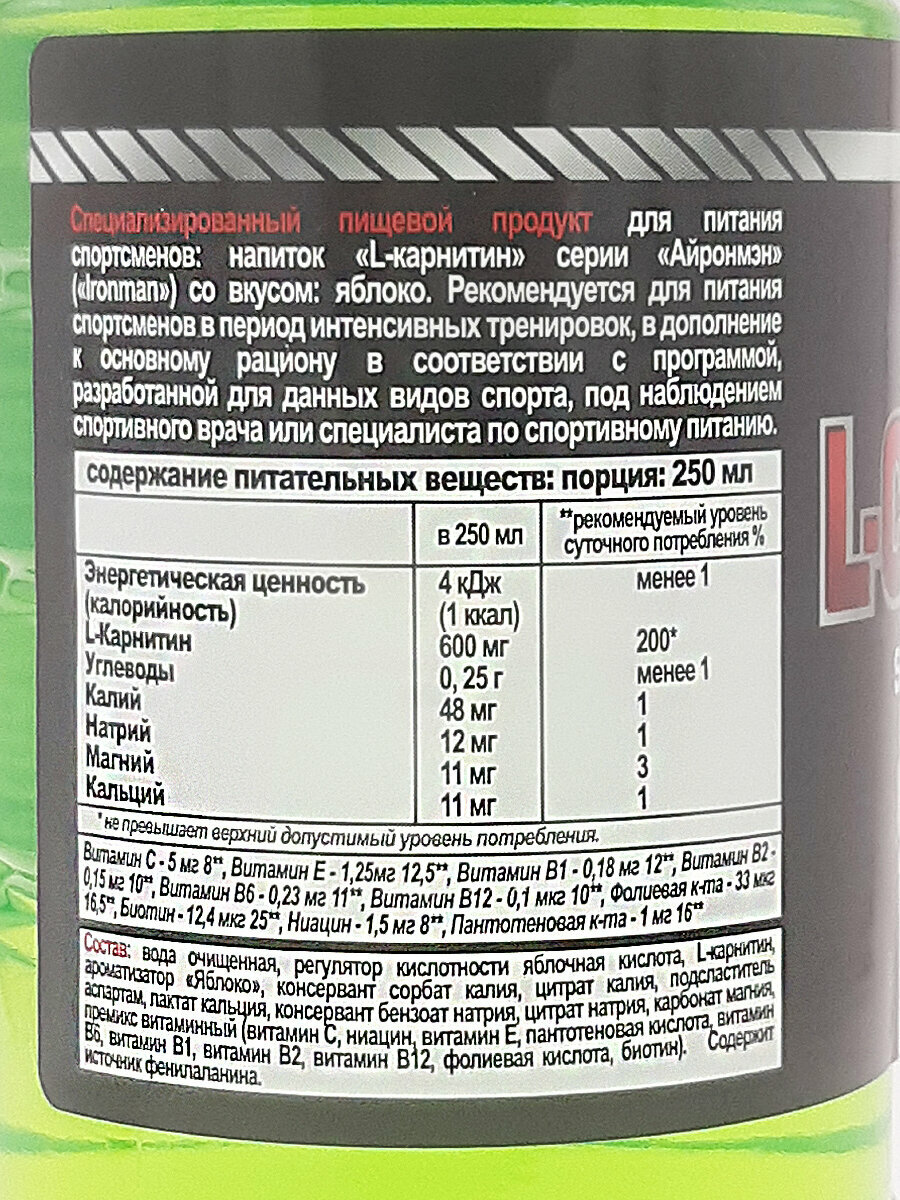 Специализированный пищевой продукт для питания
спортсменов: напиток «L-карнитин» серии «Айронмэн»
(«Ironman») со вкусом: яблоко. Рекомендуется для питания
спортсменов в период интенсивных тренировок, в дополнение
к основному рациону в соответствии с программой,
разработанной для данных видов спорта, под наблюдением
спортивного врача или специалиста по спортивному питанию.
содержание питательных веществ: порция: 250 мл
в 250 мл
**рекомендуемый уровень
суточного потребления %
Энергетическая ценность 4 кДж менее 1
(калорийность) (1 ккал)
L-Карнитин 600 мг 200*
Углеводы 0, 25 г менее 1
Калий 48 мг 1
Натрий 12 мг 1
Магний 11 мг 3
Кальций 11 мг 1
*не превышает верхний допустимый уровень потребления.
Витамин С - 5 мг 8**, Витамин Е - 1,25мг 12,5**, Витамин В1 - 0,18 мг 12**, Витамин В2 -
0,15 мг 10**, Витамин В6 - 0,23 мг 11**, Витамин В12 - 0,1 мкг 10**, Фолиевая к-та - 33 мкг
16,5**, Биотин - 12,4 мкг 25**, Ниацин - 1,5 мг 8**, Пантотеновая к-та - 1 мг 16**
Состав: вода очищенная, регулятор кислотности яблочная кислота, L-карнитин,
ароматизатор «Яблоко», консервант сорбат калия, цитрат калия, подсластитель
аспартам, лактат кальция, консервант бензоат натрия, цитрат натрия, карбонат магния,
премикс витаминный (витамин С, ниацин, витамин Е, пантотеновая кислота, витамин
В6, витамин В1, витамин В2, витамин В12, фолиевая кислота, биотин). Содержит
источник фенилаланина.